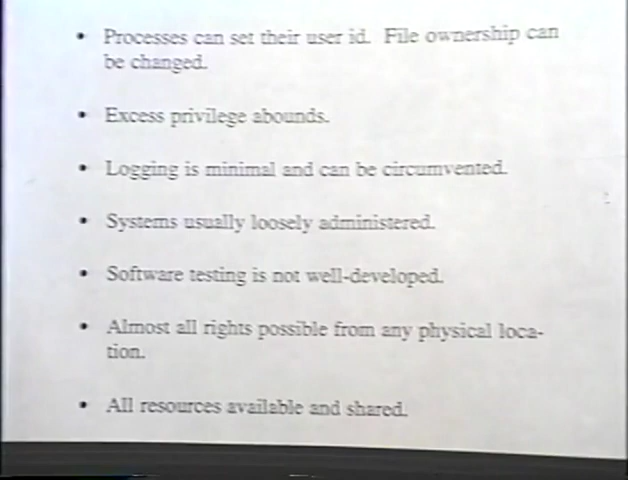 • Processes can set their user id. File ownership can
be changed.
• Excess privilege abounds.
• Logging is minimal and can be circumvented.
• Systems usually loosely administered.
• Software testing is not well-developed.
• Almost all rights possible from any physical loca-
tion.
• All resources available and shared.